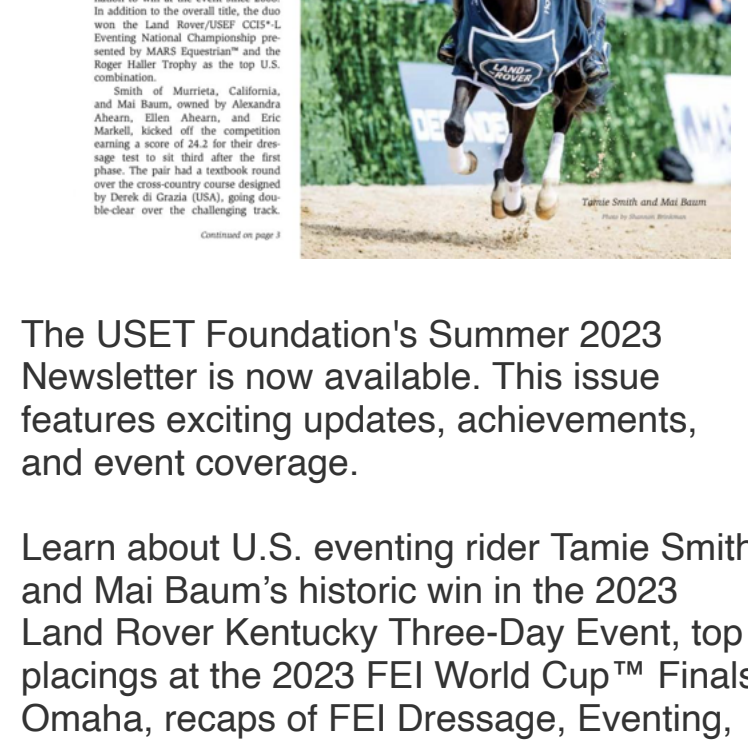 In addition to the overall title, the duo
won the Land Rover/USEF CCI5*-L
Eventing National Championship pre-
sented by MARS Equestrian™ and the
Roger Haller Trophy as the top U.S.
combination.
Smith of Murrieta, California,
and Mai Baum, owned by Alexandra
Ahearn, Ellen Ahearn, and Eric
Markell, kicked off the competition
earning a score of 24.2 for their dres-
sage test to sit third after the first
phase. The pair had a textbook round
over the cross-country course designed
by Derek di Grazia (USA), going dou-
ble-clear over the challenging track.
Continued on page 3
LAND-
ROVER
DEFENDER
Tamie Smith and Mai Baum
Photo by Shannon Brinkman
The USET Foundation's Summer 2023
Newsletter is now available. This issue
features exciting updates, achievements,
and event coverage.
Learn about U.S. eventing rider Tamie Smith
and Mai Baum’s historic win in the 2023
Land Rover Kentucky Three-Day Event, top
placings at the 2023 FEI World Cup™ Finals
Omaha, recaps of FEI Dressage, Eventing,